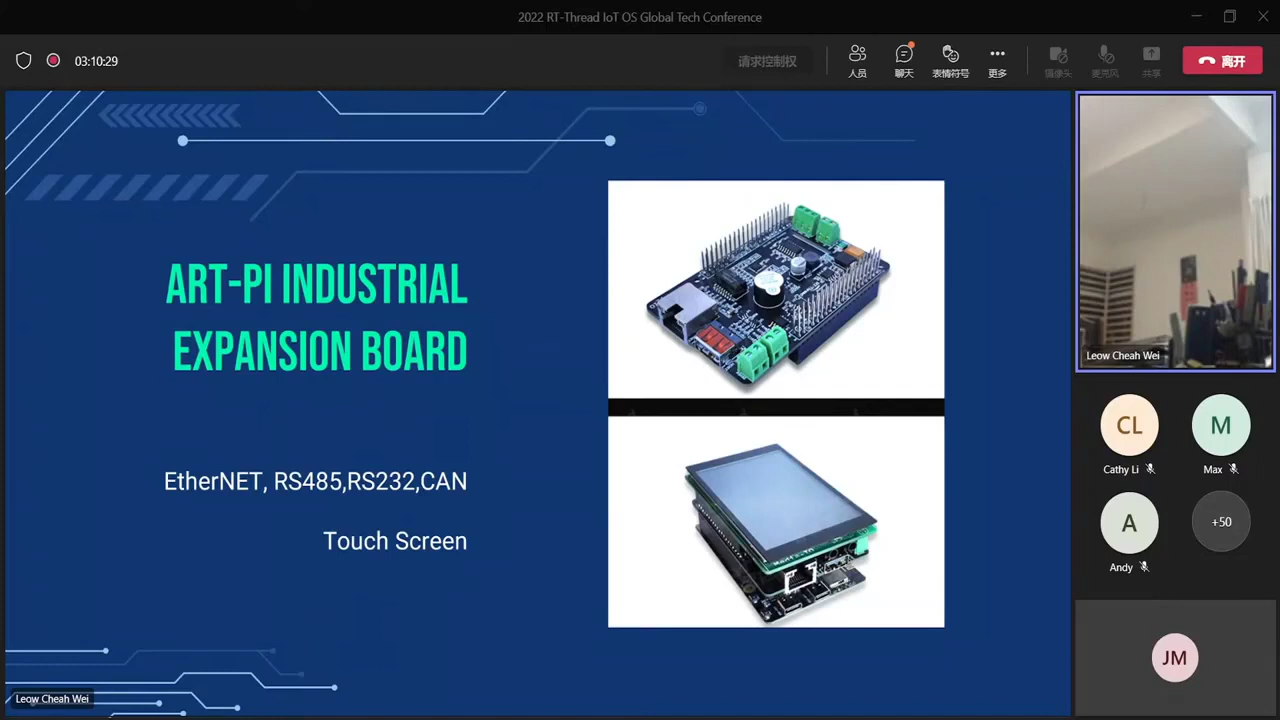 2022 RT-Thread IoT OS Global Tech Conference
03:10:29
请求控制权
人员
聊天
表情符号
更多
摄像头
麦克风
共享
离开
ART-PI INDUSTRIAL
EXPANSION BOARD
EtherNET, RS485,RS232,CAN
Touch Screen
Leow Cheah Wei
Leow Cheah Wei
CL
Cathy Li
M
Max
A
Andy
+50
JM